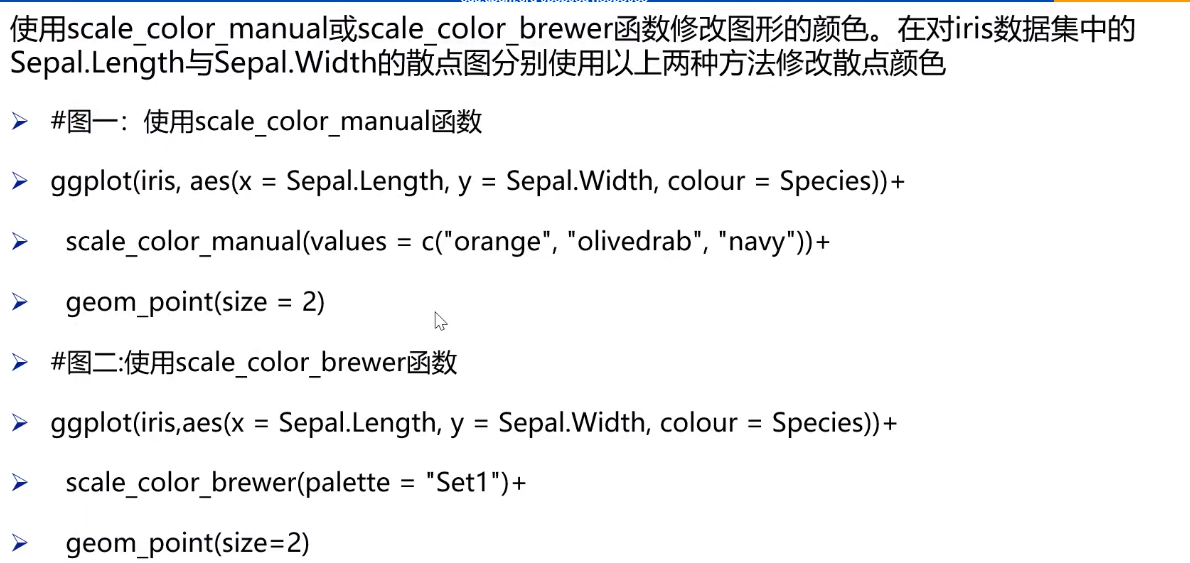 使用scale_color_manual或scale_color_brewer函数修改图形的颜色。在对iris数据集中的
Sepal.Length与Sepal.Width的散点图分别使用以上两种方法修改散点颜色
#图一：使用scale_color_manual函数
ggplot(iris, aes(x = Sepal.Length, y = Sepal.Width, colour = Species))+
scale_color_manual(values = c("orange", "olivedrab", "navy"))+
geom_point(size = 2)
#图二:使用scale_color_brewer函数
ggplot(iris,aes(x = Sepal.Length, y = Sepal.Width, colour = Species))+
scale_color_brewer(palette = "Set1")+
geom_point(size=2)